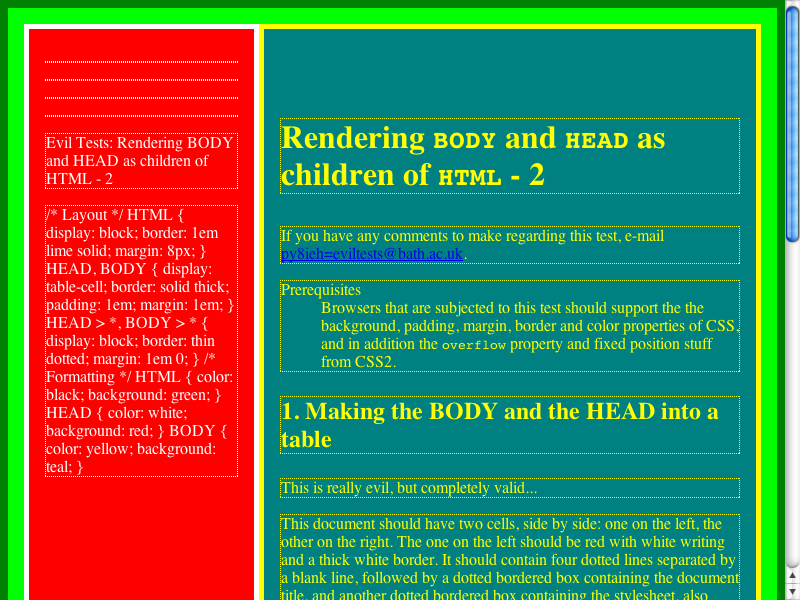 Evil Tests: Rendering BODY
and HEAD as children of
HTML - 2
/* Layout */ HTML {
display: block; border: 1em
lime solid; margin: 8px; }
HEAD, BODY { display:
table-cell; border: solid thick;
padding: 1em; margin: 1em; }
HEAD > *, BODY > * {
display: block; border: thin
dotted; margin: 1em 0; } /*
Formatting */ HTML { color:
black; background: green; }
HEAD { color: white;
background: red; } BODY {
color: yellow; background:
teal; }
Rendering BODY and HEAD as
children of HTML - 2
If you have any comments to make regarding this test, e-mail
py8ieh=eviltests@bath.ac.uk.
Prerequisites
Browsers that are subjected to this test should support the the
background, padding, margin, border and color properties of CSS,
and in addition the overflow property and fixed position stuff
from CSS2.
1. Making the BODY and the HEAD into a
table
This is really evil, but completely valid...
This document should have two cells, side by side: one on the left, the
other on the right. The one on the left should be red with white writing
and a thick white border. It should contain four dotted lines separated by
a blank line, followed by a dotted bordered box containing the document
title, and another dotted bordered box containing the stylesheet, also